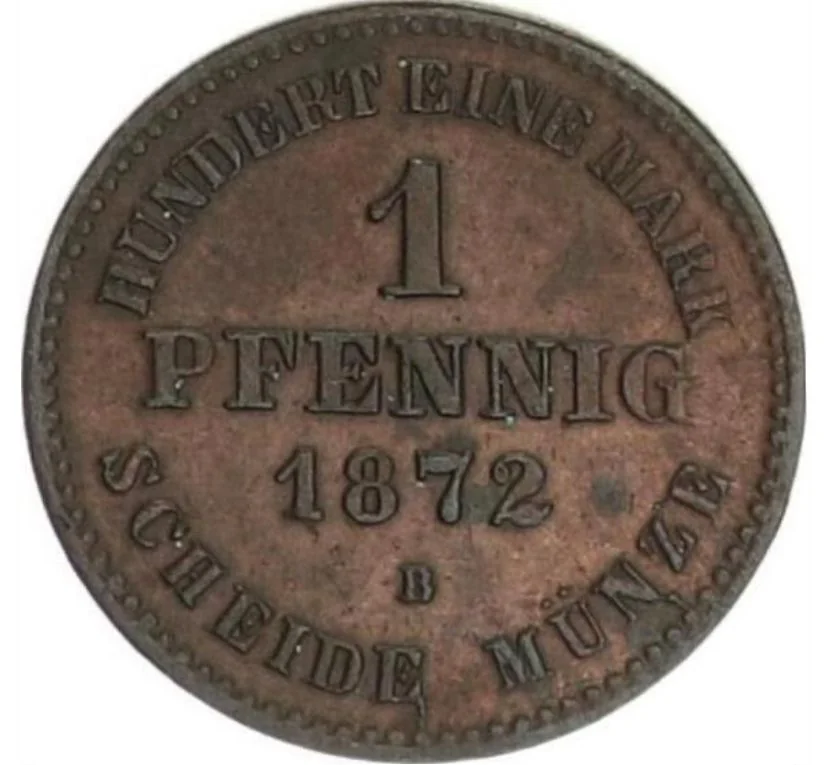 HUNDERT EINE MARK
1
PFENNIG
1872
B
SCHEIDE MÜNZE